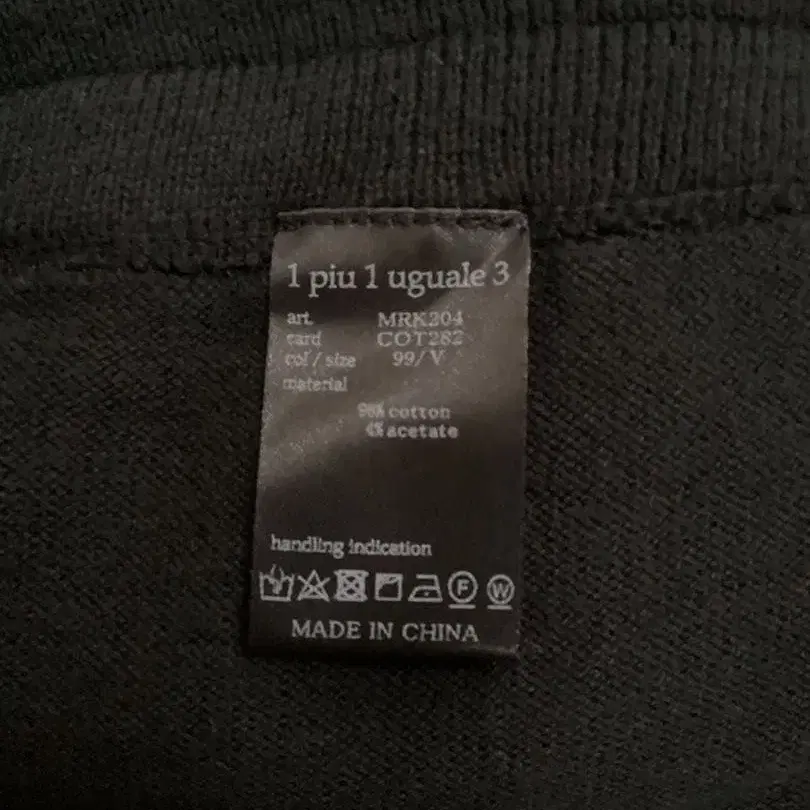 1 piu 1 uguale 3
art. MRK204
card COT282
col / size 99/V
material
96% cotton
4% acetate
handling indication
F W
MADE IN CHINA